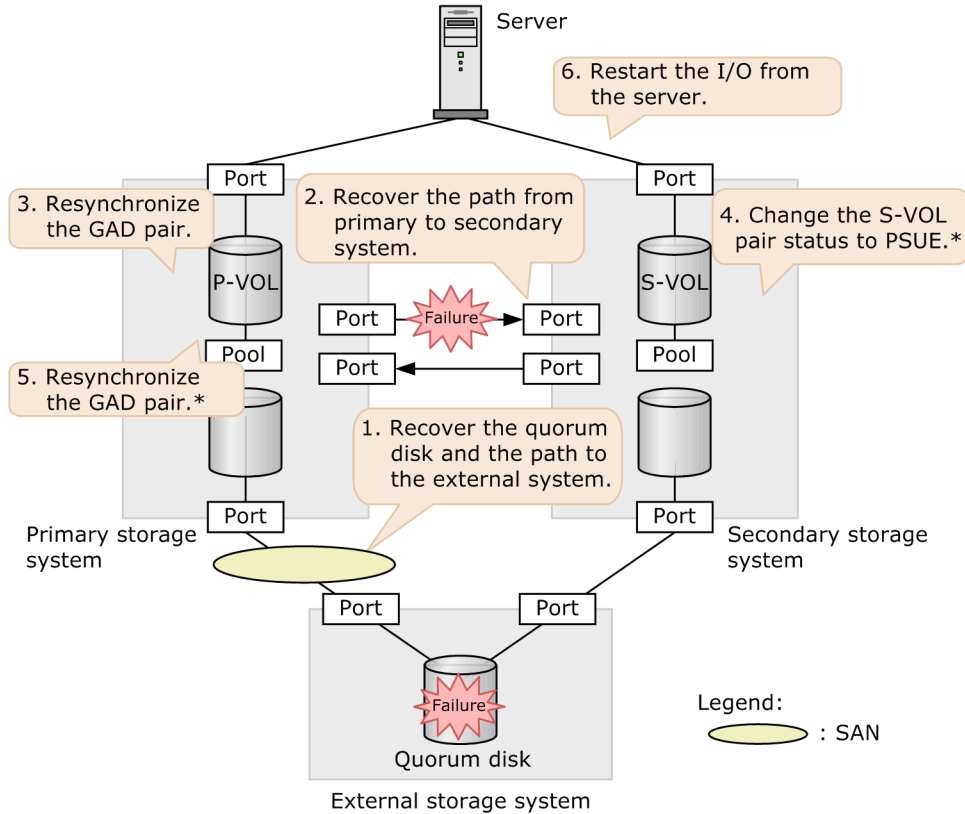 Server
6. Restart the I/O from
the server.
Port
Port
3. Resynchronize
the GAD pair.
2. Recover the path from
primary to secondary
system.
4. Change the S-VOL
pair status to PSUE.*
P-VOL
S-VOL
Port
Failure
Port
Pool
Pool
Port
Port
5. Resynchronize
the GAD pair.*
1. Recover the quorum
disk and the path to
the external system.
Port
Port
Primary storage
system
Secondary storage
system
Port
Port
Failure
Quorum disk
Legend:
: SAN
External storage system